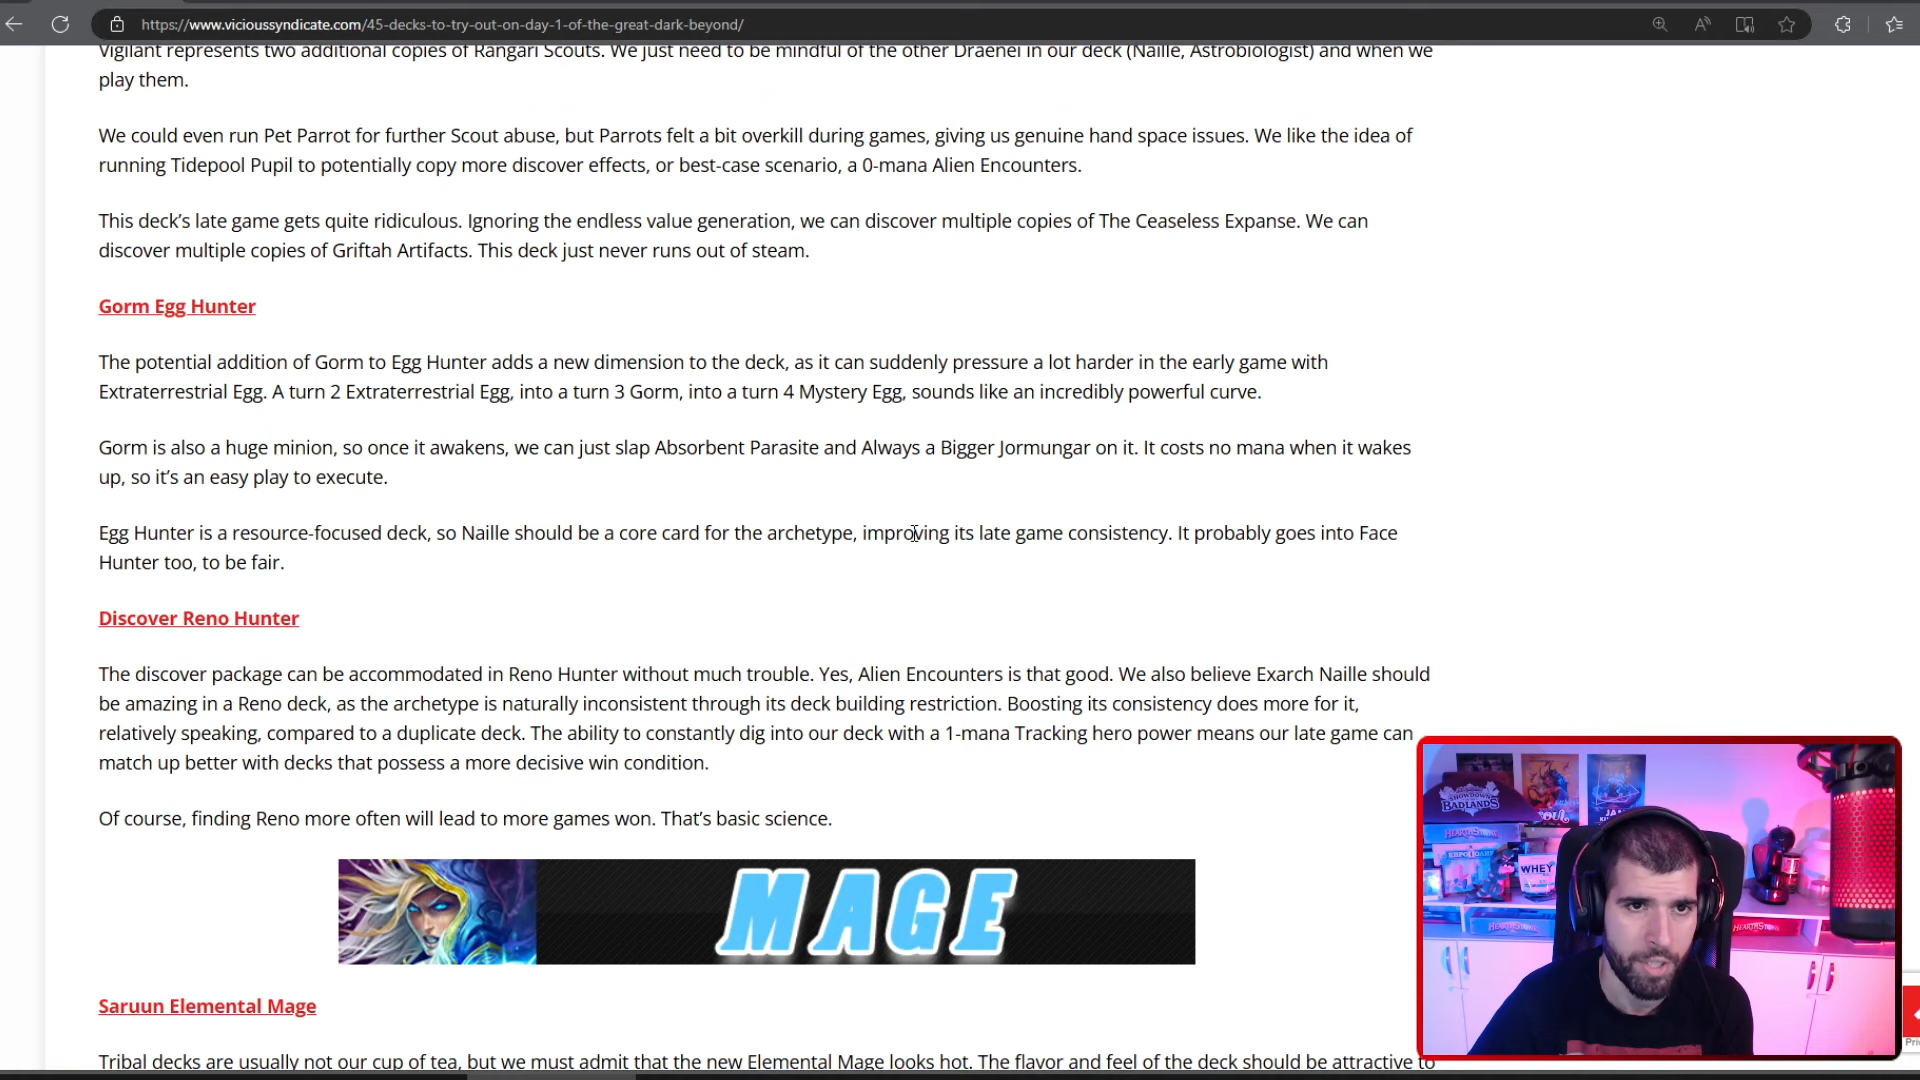 https://www.vicioussyndicate.com/45-decks-to-try-out-on-day-1-of-the-great-dark-beyond/
Vigilant represents two additional copies of Rangari Scouts. We just need to be mindful of the other Draenei in our deck (Naille, Astrobiologist) and when we
play them.
We could even run Pet Parrot for further Scout abuse, but Parrots felt a bit overkill during games, giving us genuine hand space issues. We like the idea of
running Tidepool Pupil to potentially copy more discover effects, or best-case scenario, a 0-mana Alien Encounters.
This deck’s late game gets quite ridiculous. Ignoring the endless value generation, we can discover multiple copies of The Ceaseless Expanse. We can
discover multiple copies of Griftah Artifacts. This deck just never runs out of steam.
Gorm Egg Hunter
The potential addition of Gorm to Egg Hunter adds a new dimension to the deck, as it can suddenly pressure a lot harder in the early game with
Extraterrestrial Egg. A turn 2 Extraterrestrial Egg, into a turn 3 Gorm, into a turn 4 Mystery Egg, sounds like an incredibly powerful curve.
Gorm is also a huge minion, so once it awakens, we can just slap Absorbent Parasite and Always a Bigger Jormungar on it. It costs no mana when it wakes
up, so it’s an easy play to execute.
Egg Hunter is a resource-focused deck, so Naille should be a core card for the archetype, improving its late game consistency. It probably goes into Face
Hunter too, to be fair.
Discover Reno Hunter
The discover package can be accommodated in Reno Hunter without much trouble. Yes, Alien Encounters is that good. We also believe Exarch Naille should
be amazing in a Reno deck, as the archetype is naturally inconsistent through its deck building restriction. Boosting its consistency does more for it,
relatively speaking, compared to a duplicate deck. The ability to constantly dig into our deck with a 1-mana Tracking hero power means our late game can
match up better with decks that possess a more decisive win condition.
Of course, finding Reno more often will lead to more games won. That’s basic science.
MAGE
Saruun Elemental Mage
Tribal decks are usually not our cup of tea, but we must admit that the new Elemental Mage looks hot. The flavor and feel of the deck should be attractive to
SHOWDOWN
BADLANDS
HEARTHSTONE
WHEY
HEARTHSTONE
HEARTHSTONE